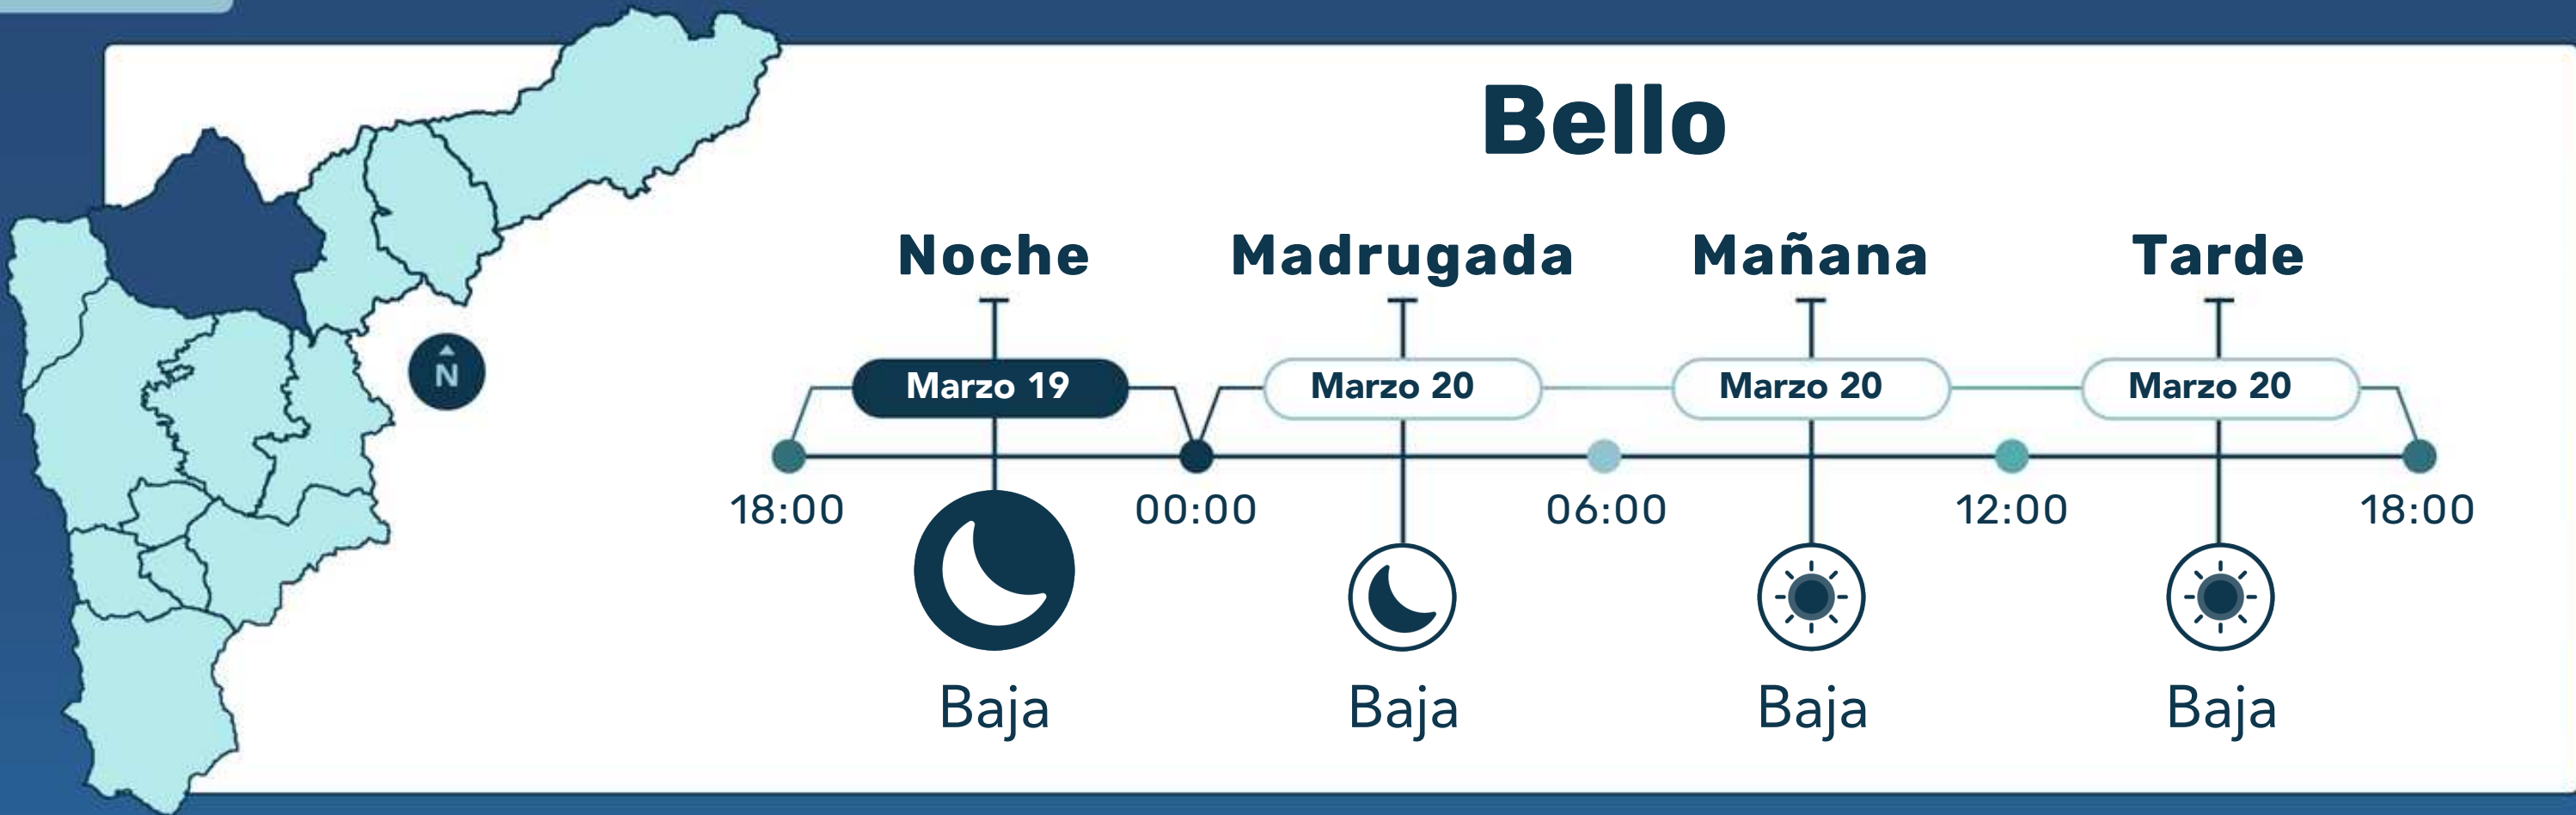 Bello
Noche Madrugada Mañana Tarde
Marzo 19 Marzo 20 Marzo 20 Marzo 20
N
18:00 00:00 06:00 12:00 18:00
Baja Baja Baja Baja